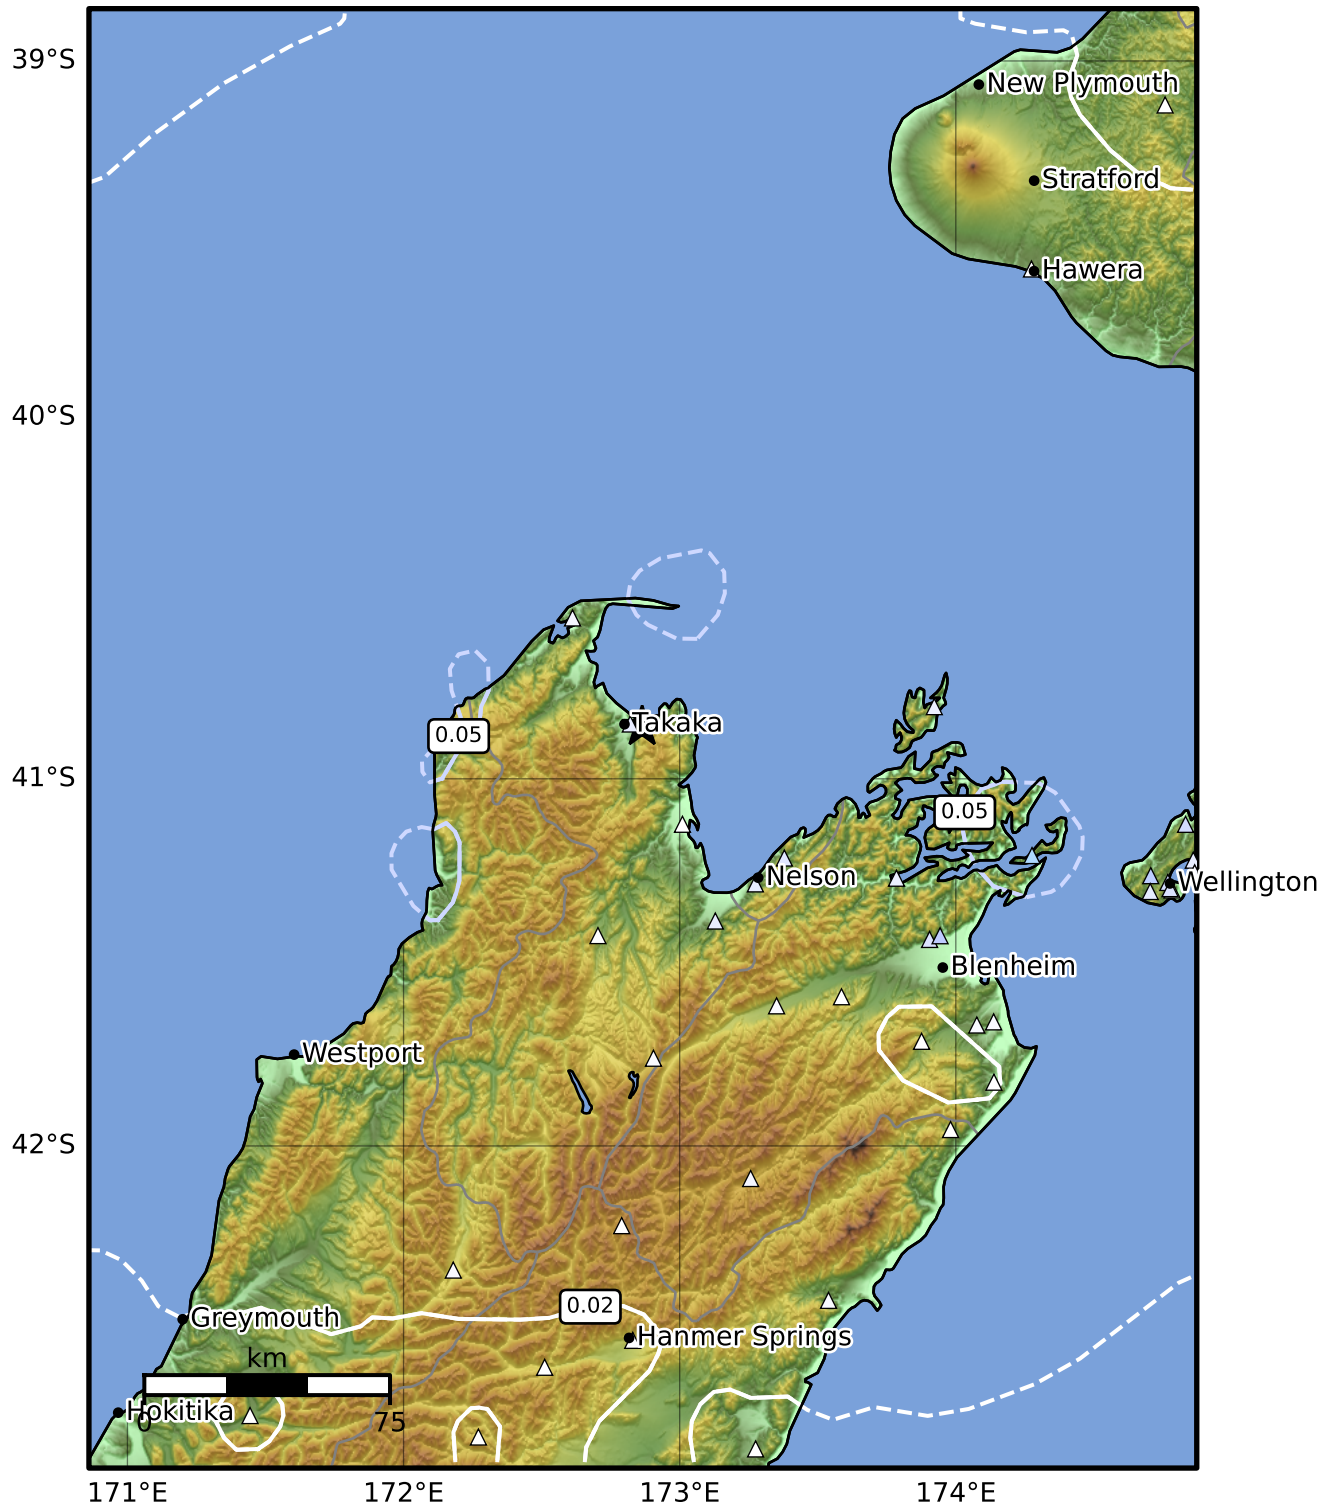 39°S
New Plymouth
Stratford
Hawera
40°S
Takaka
0.05
41°S
0.05
Nelson
Wellington
Blenheim
Westport
42°S
0.02
Greymouth
Hanmer Springs
km
Hokitika
0
75
171°E
172°E
173°E
174°E